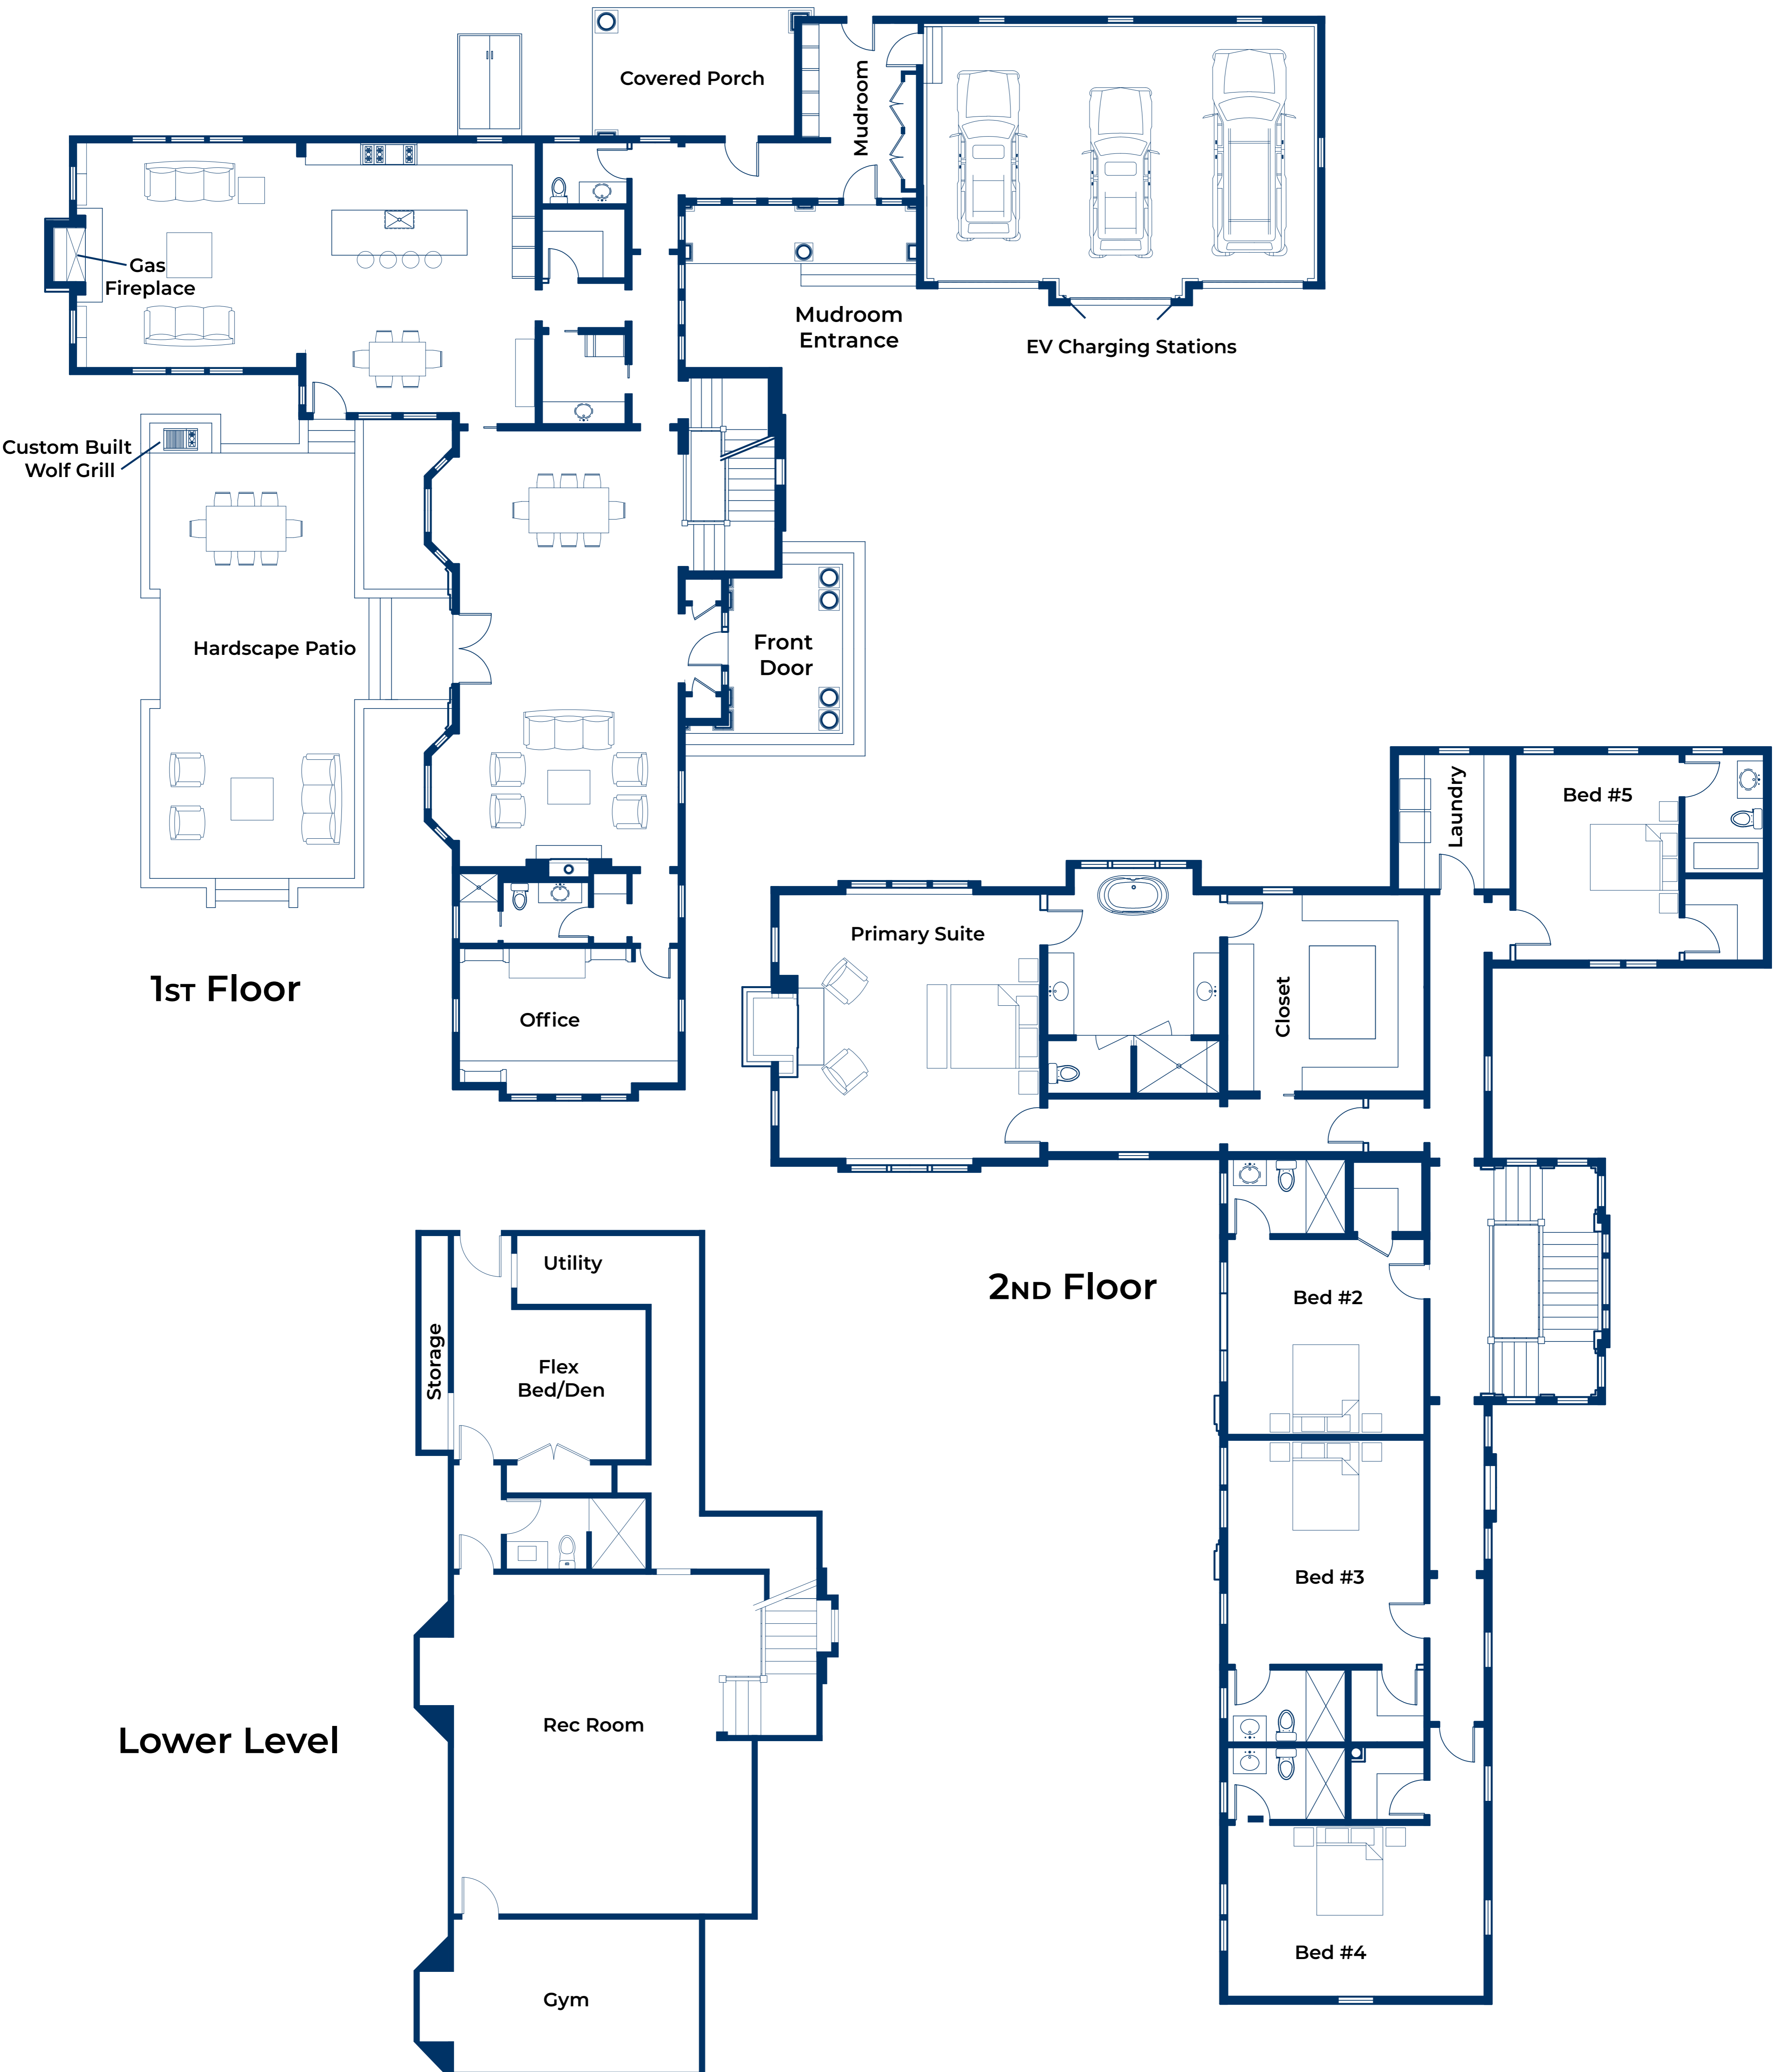 Covered Porch
Mudroom
Gas
Fireplace
Mudroom
Entrance
EV Charging Stations
Custom Built
Wolf Grill
Hardscape Patio
Front
Door
1ST Floor
Office
Laundry
Bed #5
Primary Suite
Closet
2ND Floor
Bed #2
Bed #3
Bed #4
Utility
Storage
Flex
Bed/Den
Lower Level
Rec Room
Gym